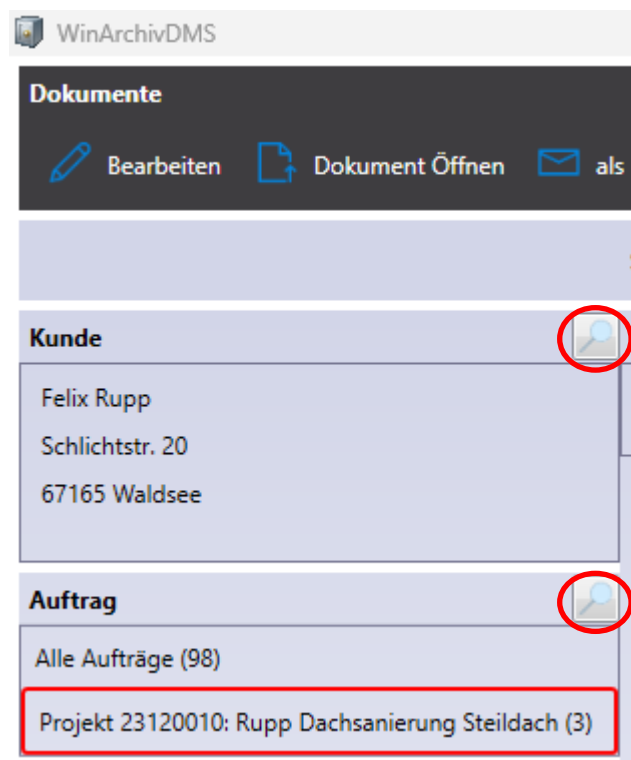 WinArchivDMS
Dokumente
Bearbeiten Dokument Öffnen als
Kunde
Felix Rupp
Schlichtstr. 20
67165 Waldsee
Auftrag
Alle Aufträge (98)
Projekt 23120010: Rupp Dachsanierung Steildach (3)